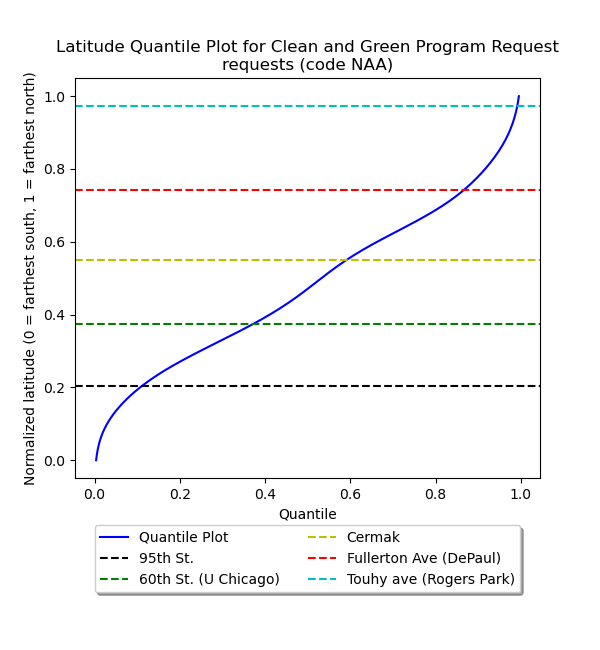 Latitude Quantile Plot for Clean and Green Program Request
requests (code NAA)
Normalized latitude (0 = farthest south, 1 = farthest north)
1.0
0.8
0.6
0.4
0.2
0.0
0.0 0.2 0.4 0.6 0.8 1.0
Quantile
Quantile Plot
95th St.
60th St. (U Chicago)
Cermak
Fullerton Ave (DePaul)
Touhy ave (Rogers Park)